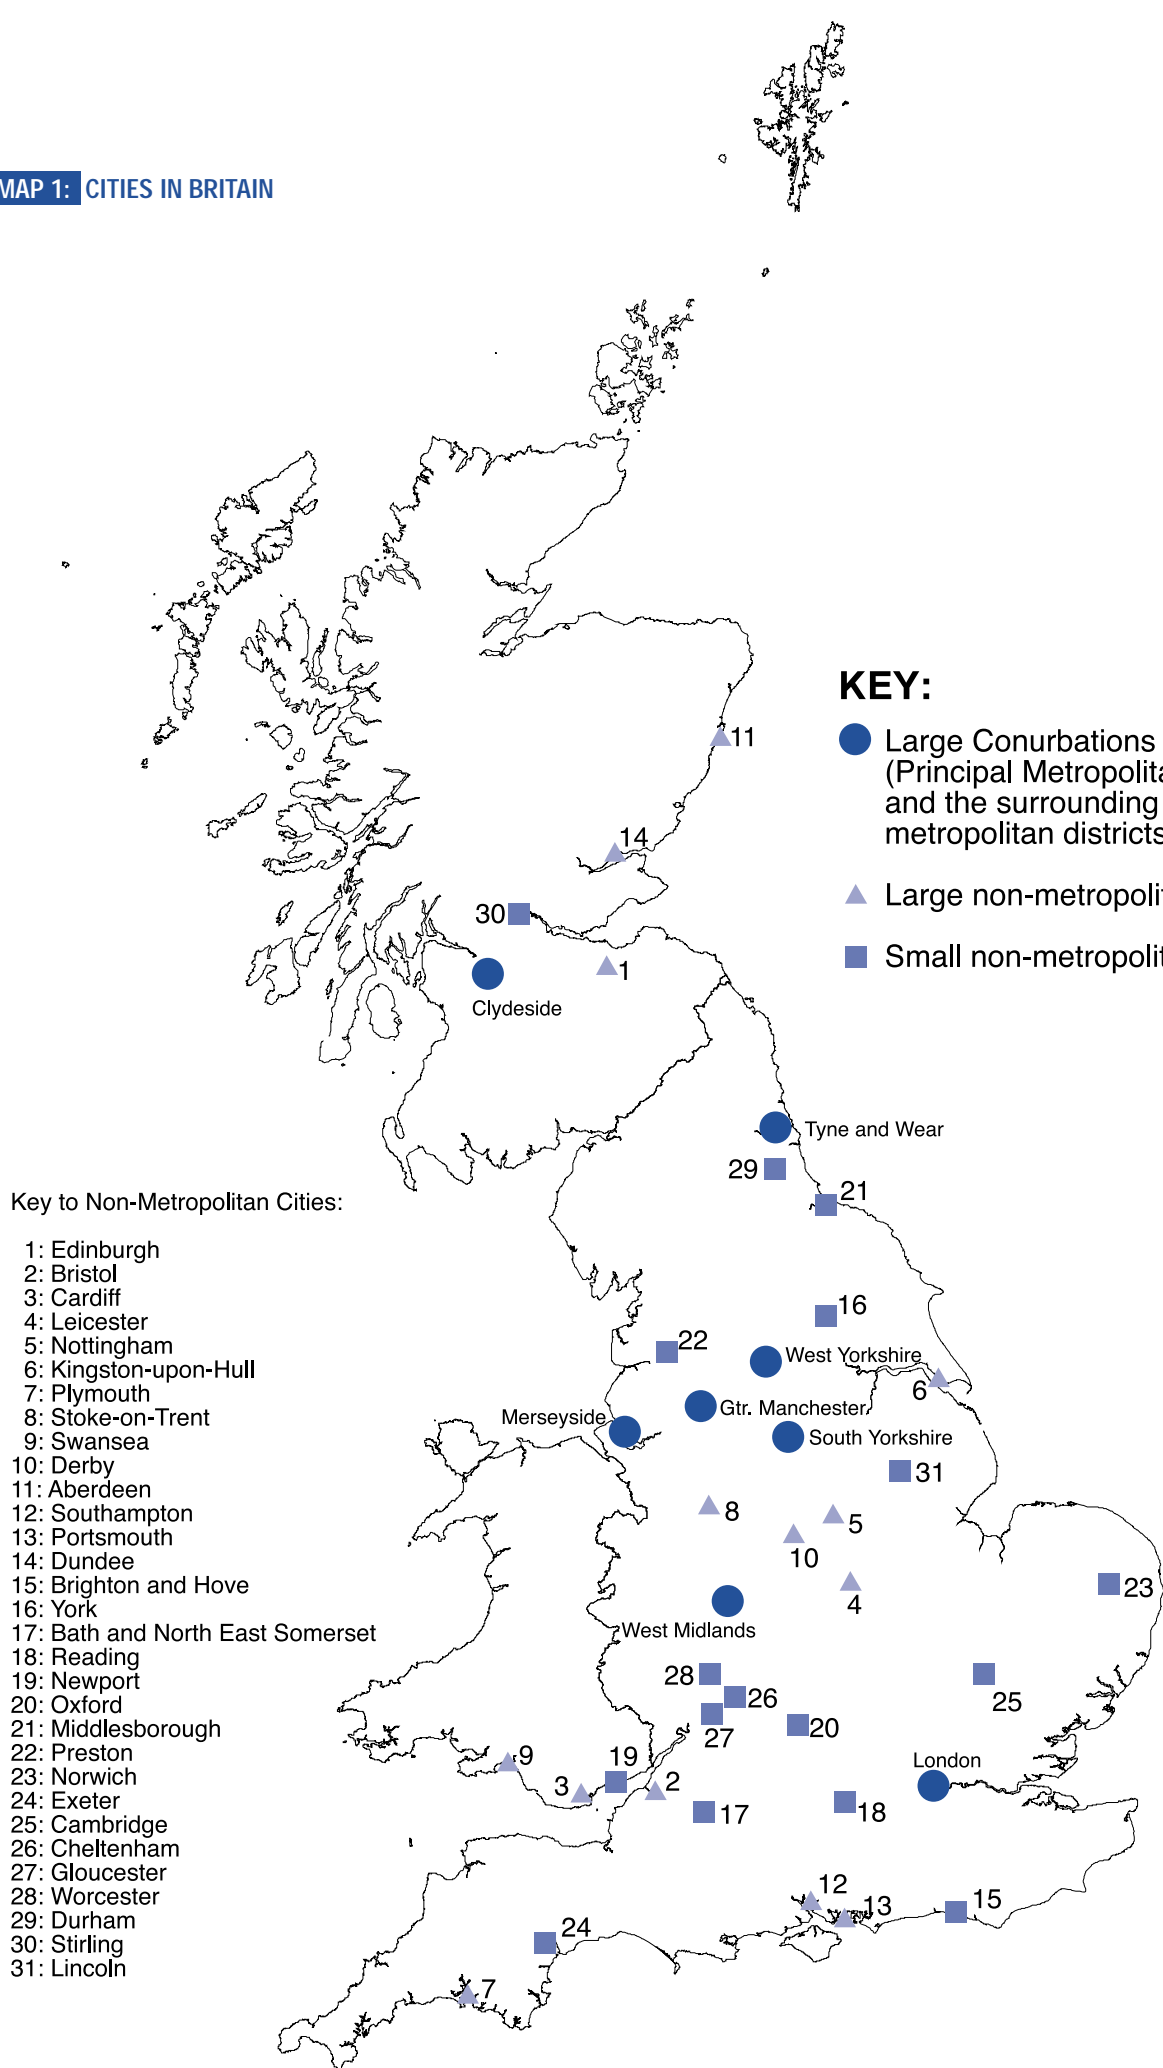 MAP 1: CITIES IN BRITAIN
KEY:
Large Conurbations
(Principal Metropolita
and the surrounding
metropolitan districts
Large non-metropolit
Small non-metropolit
11
14
30
1
Clydeside
Tyne and Wear
29
21
16
22
West Yorkshire
6
Gtr. Manchester
Merseyside
South Yorkshire
31
8
5
10
4
23
West Midlands
28
26
25
27
20
9
19
London
3
2
17
18
12
13
15
24
7
Key to Non-Metropolitan Cities:
1: Edinburgh
2: Bristol
3: Cardiff
4: Leicester
5: Nottingham
6: Kingston-upon-Hull
7: Plymouth
8: Stoke-on-Trent
9: Swansea
10: Derby
11: Aberdeen
12: Southampton
13: Portsmouth
14: Dundee
15: Brighton and Hove
16: York
17: Bath and North East Somerset
18: Reading
19: Newport
20: Oxford
21: Middlesborough
22: Preston
23: Norwich
24: Exeter
25: Cambridge
26: Cheltenham
27: Gloucester
28: Worcester
29: Durham
30: Stirling
31: Lincoln